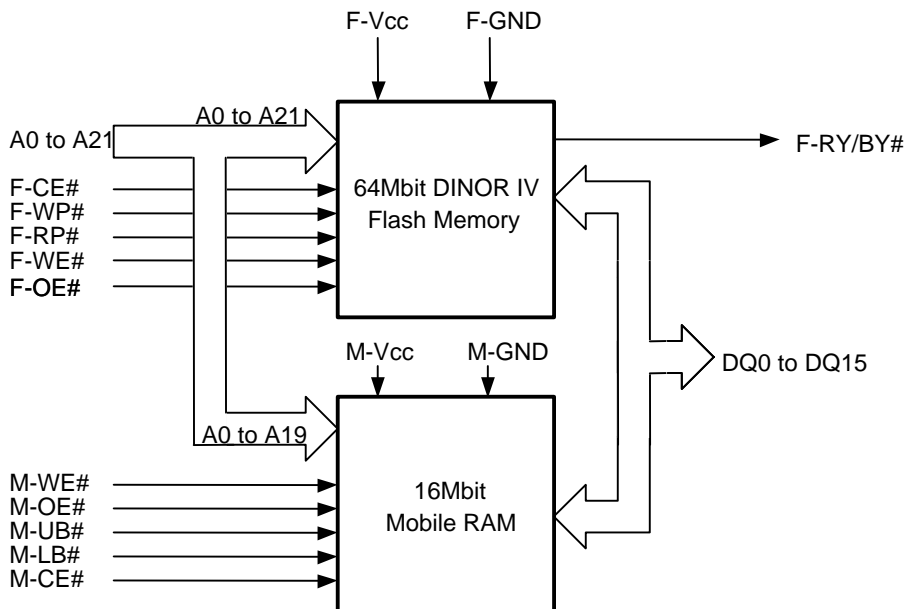 F-Vcc
F-GND
A0 to A21
A0 to A21
F-RY/BY#
F-CE#
F-WP#
F-RP#
F-WE#
F-OE#
64Mbit DINOR IV
Flash Memory
M-Vcc
M-GND
DQ0 to DQ15
A0 to A19
M-WE#
M-OE#
M-UB#
M-LB#
M-CE#
16Mbit
Mobile RAM